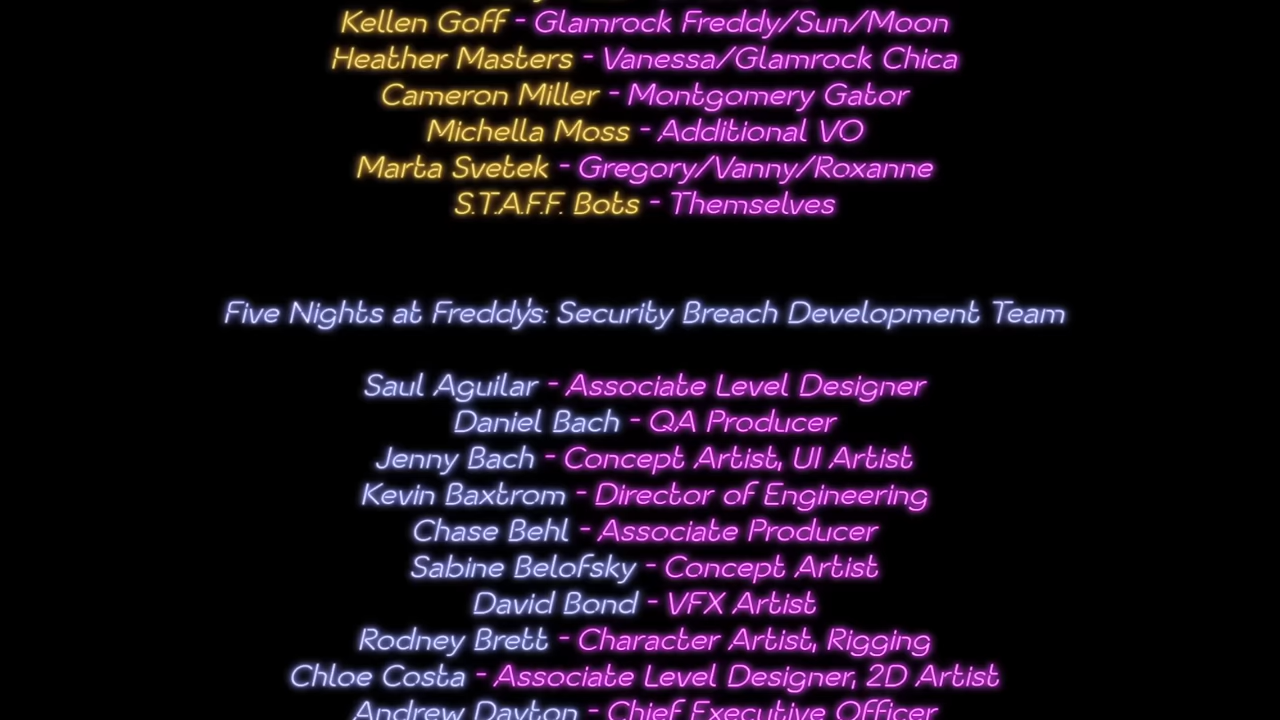 Kellen Goff - Glamrock Freddy/Sun/Moon
Heather Masters - Vanessa/Glamrock Chica
Cameron Miller - Montgomery Gator
Michella Moss - Additional VO
Marta Svetek - Gregory/Vanny/Roxanne
S.T.A.F.F. Bots - Themselves
Five Nights at Freddy's: Security Breach Development Team
Saul Aguilar - Associate Level Designer
Daniel Bach - QA Producer
Jenny Bach - Concept Artist, UI Artist
Kevin Baxtrom - Director of Engineering
Chase Behl - Associate Producer
Sabine Belofsky - Concept Artist
David Bond - VFX Artist
Rodney Brett - Character Artist, Rigging
Chloe Costa - Associate Level Designer, 2D Artist
Andrew Dayton - Chief Executive Officer